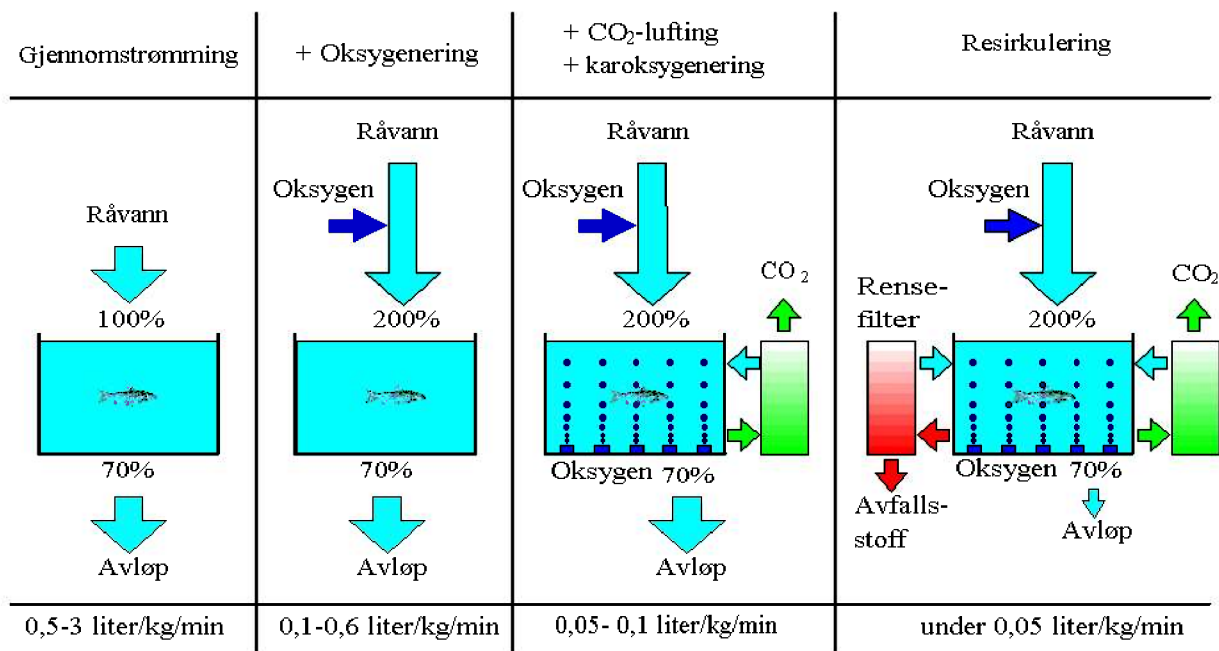 Gjennomstrømming
Råvann
100%
70%
Avløp
0,5-3 liter/kg/min
+ Oksygenering
Råvann
Oksygen
200%
70%
Avløp
0,1-0,6 liter/kg/min
+ CO₂-lufting
+ karoksygenering
Råvann
Oksygen
CO₂
200%
Oksygen 70%
Avløp
0,05- 0,1 liter/kg/min
Resirkulering
Råvann
Oksygen
CO₂
Rense-
filter
200%
Oksygen 70%
Avfalls-
stoff
Avløp
under 0,05 liter/kg/min